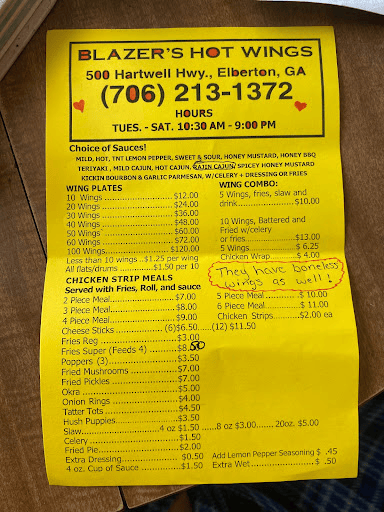 BLAZER'S HOT WINGS
500 Hartwell Hwy., Elberton, GA
(706) 213-1372
HOURS
TUES. - SAT. 10:30 AM - 9:00 PM
Choice of Sauces!
MILD, HOT, TNT LEMON PEPPER, SWEET & SOUR, HONEY MUSTARD, HONEY BBQ
TERIYAKI, MILD CAJUN, HOT CAJUN, RAJIN CAJUN, SPICEY HONEY MUSTARD
KICKIN BOURBON & GARLIC PARMESAN, W/CELERY + DRESSING OR FRIES
WING PLATES
10 Wings $12.00
20 Wings $24.00
30 Wings $36.00
40 Wings $48.00
50 Wings $60.00
60 Wings $72.00
100 Wings $120.00
Less than 10 wings ..$1.25 per wing
All flats/drums $1.50 per 10
WING COMBO:
5 Wings, fries, slaw and
drink $10.00
10 Wings, Battered and
Fried w/celery
or fries $13.00
5 Wings $ 6.25
Chicken Wrap $ 4.00
They have boneless
wings as well!
CHICKEN STRIP MEALS
Served with Fries, Roll, and sauce
2 Piece Meal $7.00
3 Piece Meal $8.00
4 Piece Meal $9.00
5 Piece Meal $ 10.00
6 Piece Meal $ 11.00
Chicken Strips $2.00 ea
Cheese Sticks (6)$6.50 (12) $11.50
Fries Reg $3.00
Fries Super (Feeds 4) $8.50
Poppers (3) $3.50
Fried Mushrooms $7.00
Fried Pickles $7.00
Okra $5.00
Onion Rings $4.00
Tatter Tots $4.50
Hush Puppies $3.50
Slaw 4 oz $1.50 8 oz $3.00 20oz. $5.00
Celery $1.50
Fried Pie $2.00
Extra Dressing $0.50
4 oz. Cup of Sauce $1.50
Add Lemon Pepper Seasoning $ .45
Extra Wet $ .50